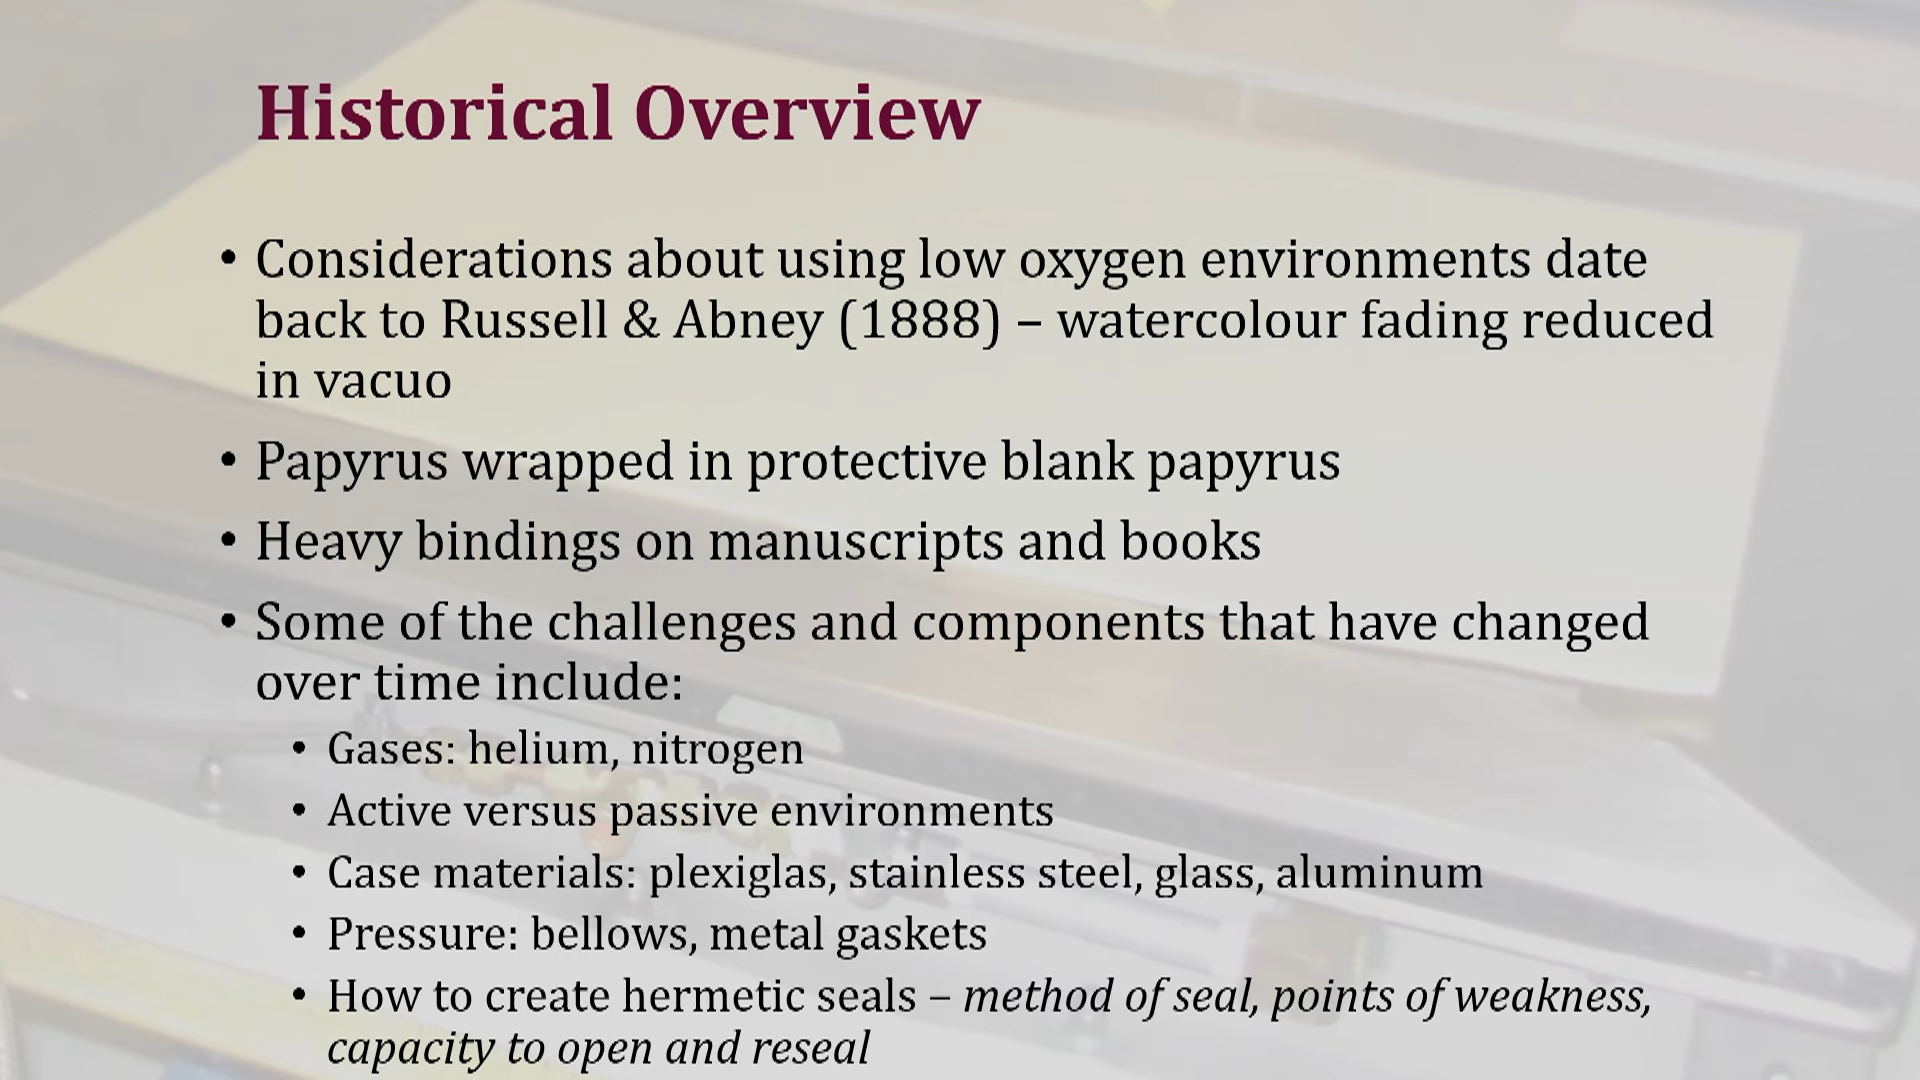 Historical Overview
• Considerations about using low oxygen environments date
back to Russell & Abney (1888) – watercolour fading reduced
in vacuo
• Papyrus wrapped in protective blank papyrus
• Heavy bindings on manuscripts and books
• Some of the challenges and components that have changed
over time include:
• Gases: helium, nitrogen
• Active versus passive environments
• Case materials: plexiglas, stainless steel, glass, aluminum
• Pressure: bellows, metal gaskets
• How to create hermetic seals – method of seal, points of weakness,
capacity to open and reseal